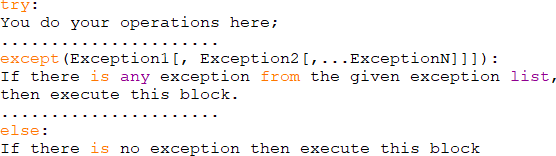 try:
You do your operations here;
......................
except(Exception1[, Exception2[,...ExceptionN]]]):
If there is any exception from the given exception list,
then execute this block.
......................
else:
If there is no exception then execute this block